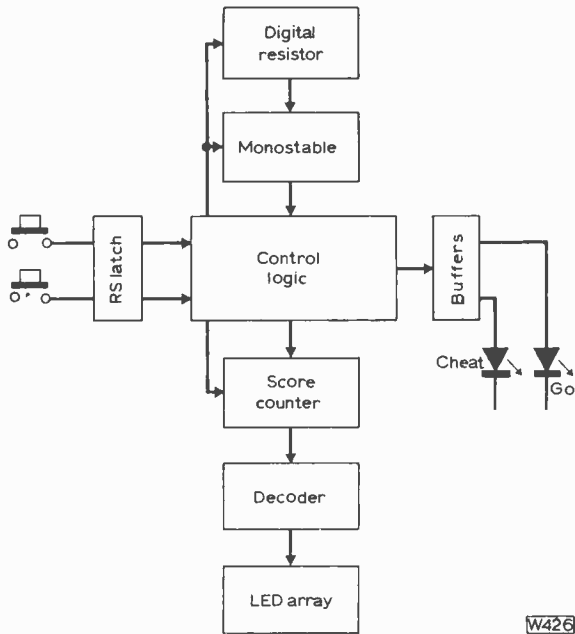 Digital
resistor
Monostable
RS latch
Control
logic
Buffers
Cheat
Go
Score
counter
Decoder
LED array
W426